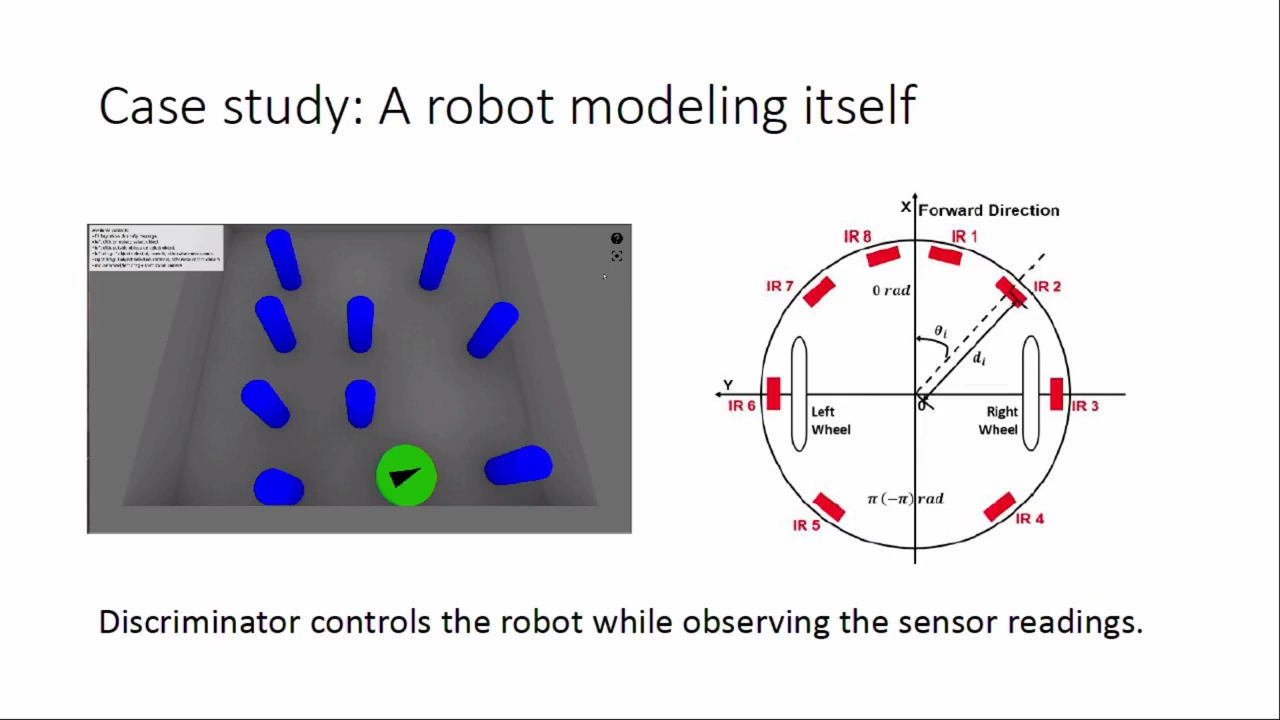 Case study: A robot modeling itself
X Forward Direction
IR 8
IR 1
IR 7
0 rad
IR 2
θi
di
Y
0
IR 6
Left
Wheel
Right
Wheel
IR 3
π (−π) rad
IR 5
IR 4
Discriminator controls the robot while observing the sensor readings.